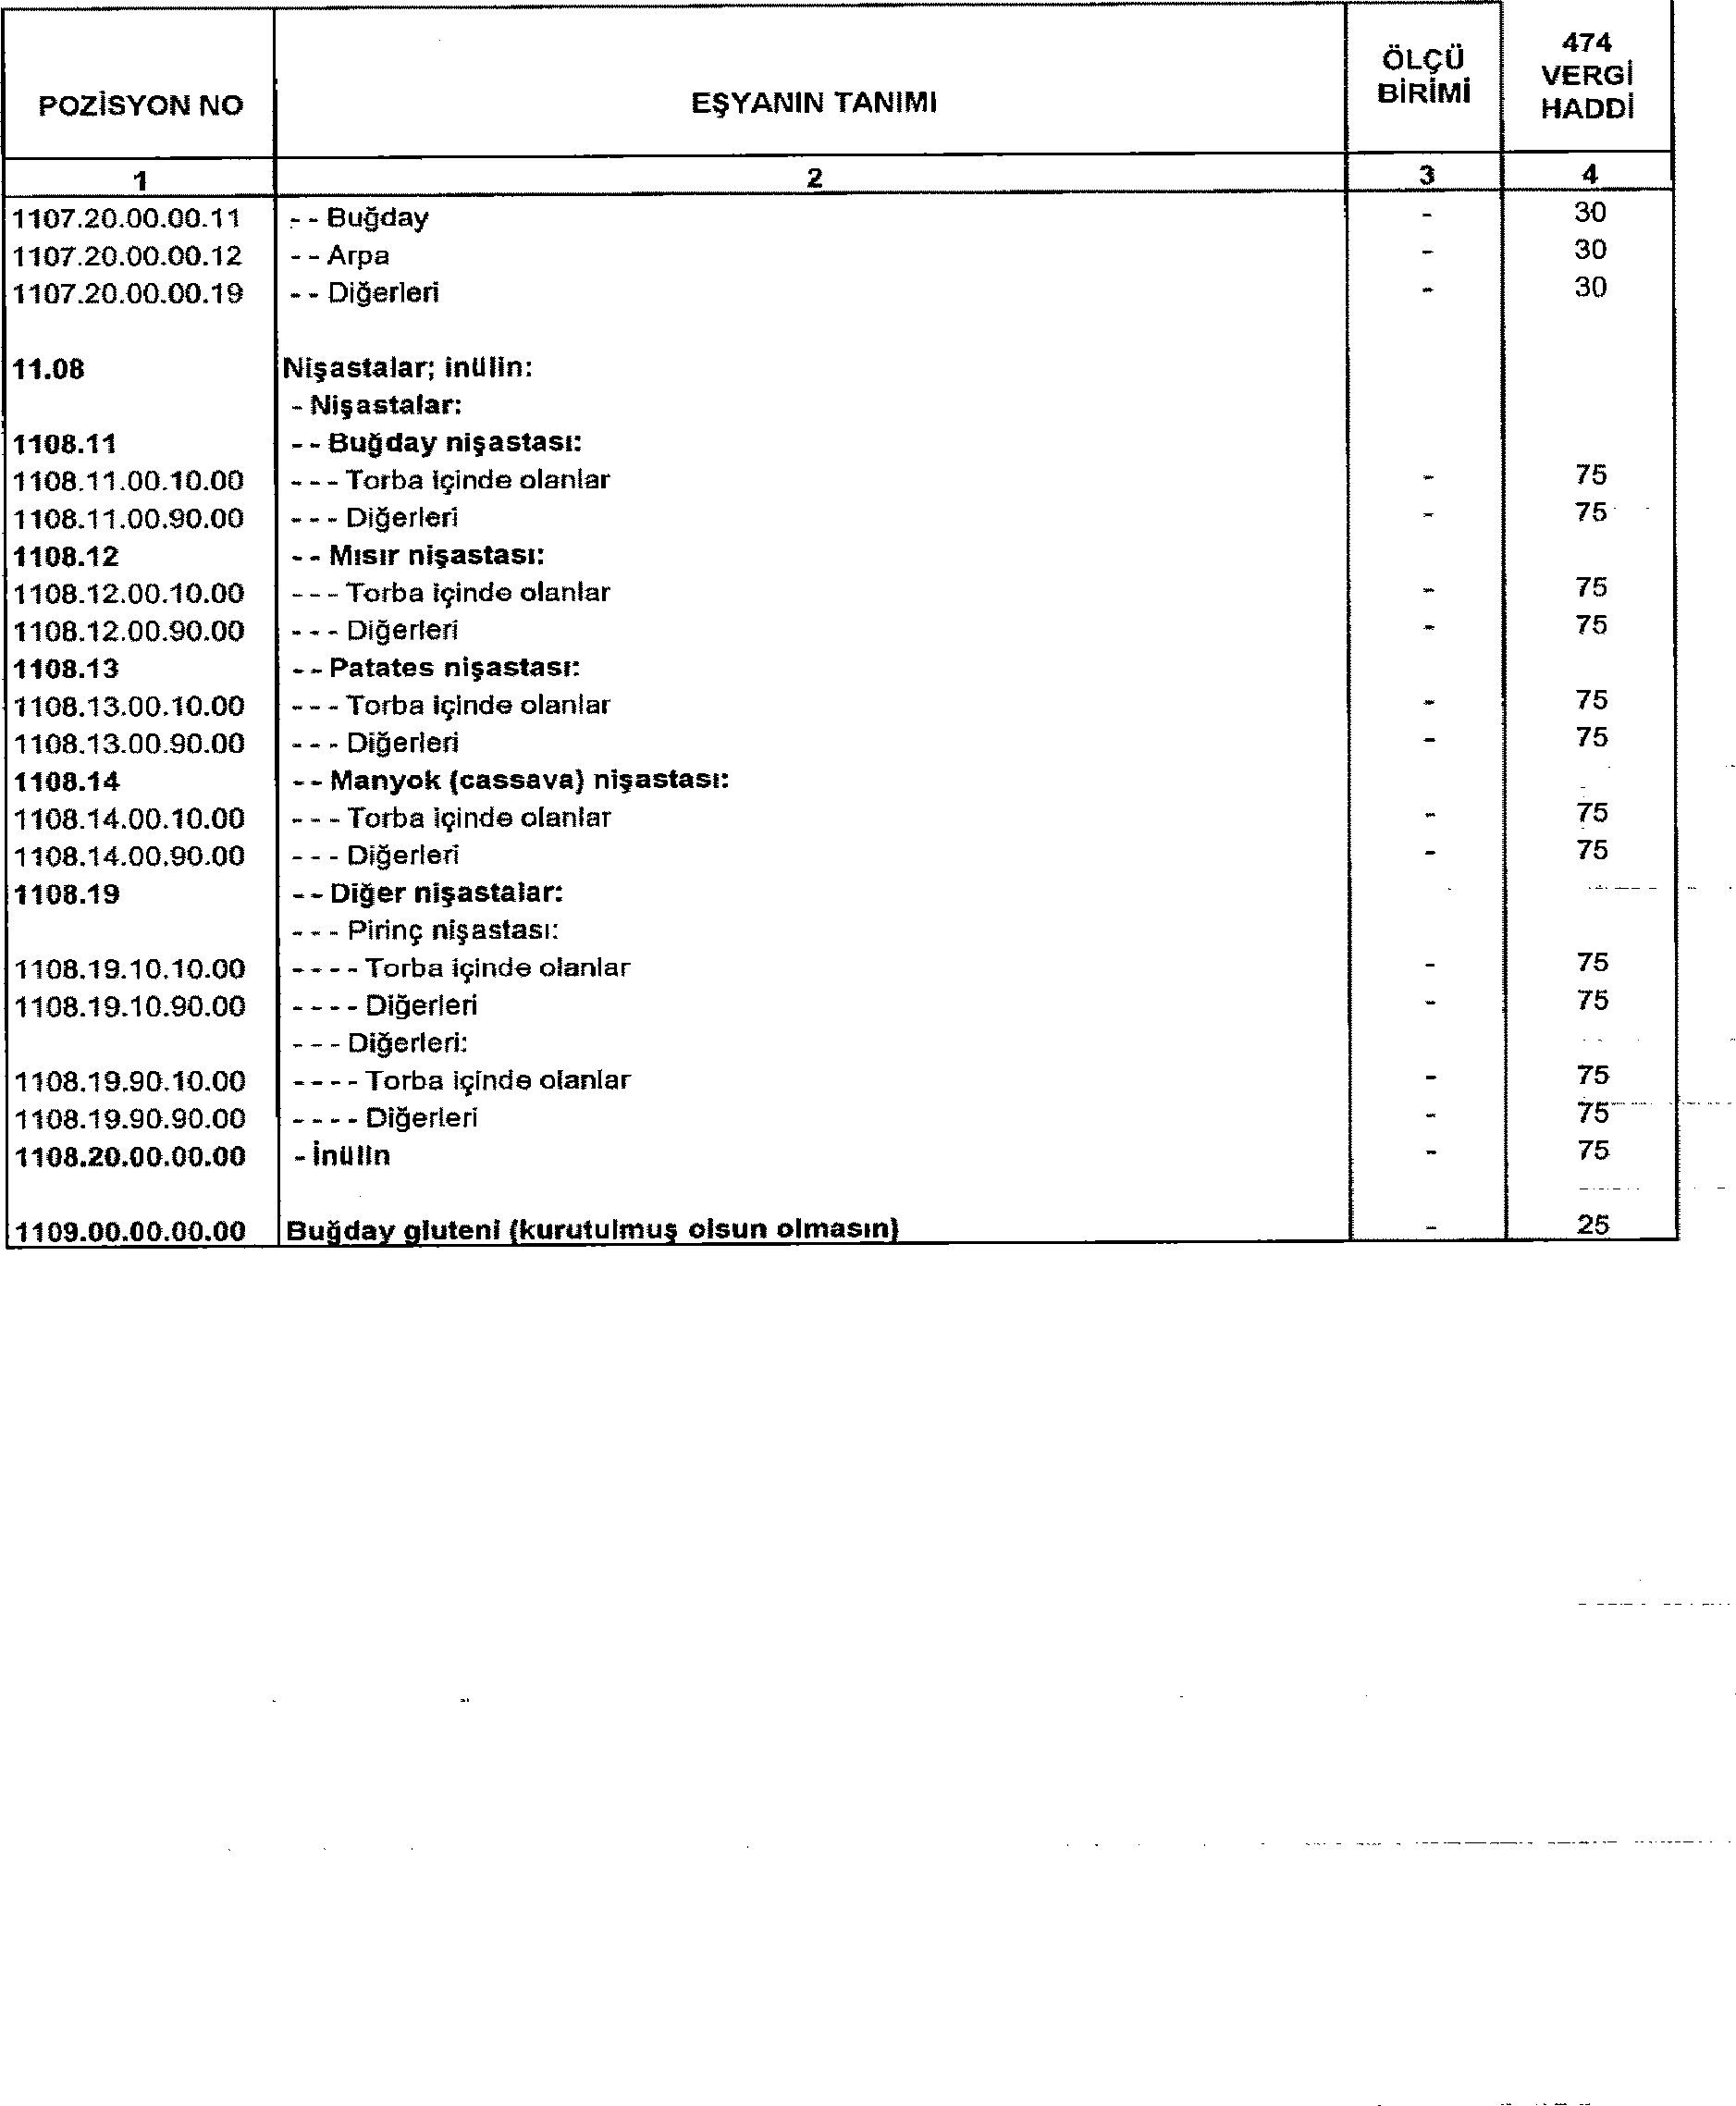 POZİSYON NO EŞYANIN TANIMI ÖLÇÜ BİRİMİ 474 VERGİ HADDİ
1 2 3 4
1107.20.00.00.11 - - Buğday - 30
1107.20.00.00.12 - - Arpa - 30
1107.20.00.00.19 - - Diğerleri - 30
11.08 Nişastalar; inülin:
- Nişastalar:
1108.11 - - Buğday nişastası:
1108.11.00.10.00 - - - Torba içinde olanlar - 75
1108.11.00.90.00 - - - Diğerleri - 75
1108.12 - - Mısır nişastası:
1108.12.00.10.00 - - - Torba içinde olanlar - 75
1108.12.00.90.00 - - - Diğerleri - 75
1108.13 - - Patates nişastası:
1108.13.00.10.00 - - - Torba içinde olanlar - 75
1108.13.00.90.00 - - - Diğerleri - 75
1108.14 - - Manyok (cassava) nişastası:
1108.14.00.10.00 - - - Torba içinde olanlar - 75
1108.14.00.90.00 - - - Diğerleri - 75
1108.19 - - Diğer nişastalar:
- - - Pirinç nişastası:
1108.19.10.10.00 - - - - Torba içinde olanlar - 75
1108.19.10.90.00 - - - - Diğerleri - 75
- - - Diğerleri:
1108.19.90.10.00 - - - - Torba içinde olanlar - 75
1108.19.90.90.00 - - - - Diğerleri - 75
1108.20.00.00.00 - İnülin - 75
1109.00.00.00.00 Buğday gluteni (kurutulmuş olsun olmasın) - 25